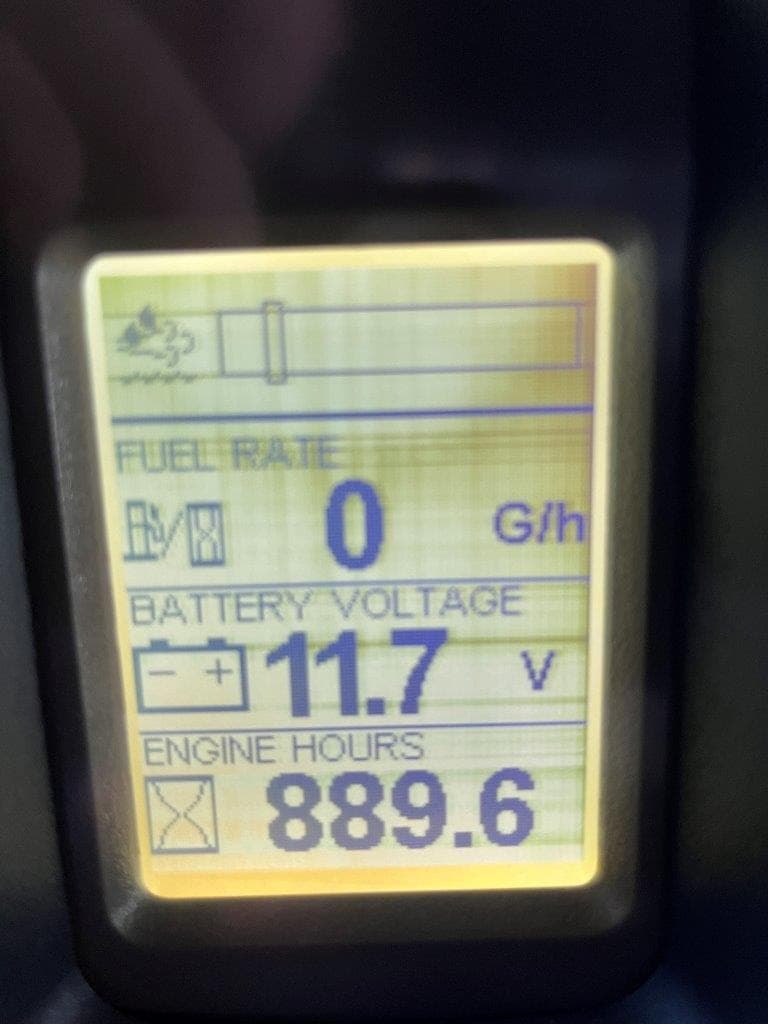 FUEL RATE
0 G/h
BATTERY VOLTAGE
- + 11.7 V
ENGINE HOURS
889.6